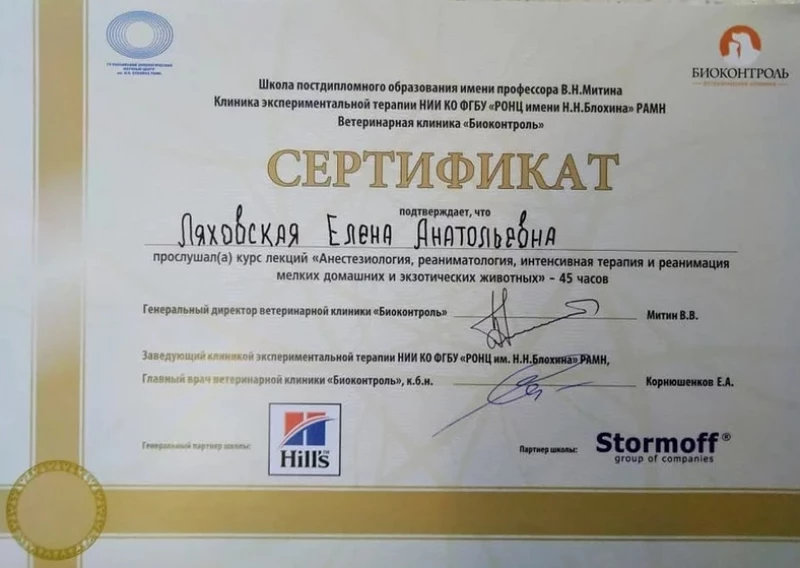 БИОКОНТРОЛЬ
Школа постдипломного образования имени профессора В.Н.Митина
Клиника экспериментальной терапии НИИ КО ФГБУ «РОНЦ имени Н.Н.Блохина» РАМН
Ветеринарная клиника «Биоконтроль»
СЕРТИФИКАТ
подтверждает, что
Ляховская Елена Анатольевна
прослушал(а) курс лекций «Анестезиология, реаниматология, интенсивная терапия и реанимация
мелких домашних и экзотических животных» - 45 часов
Генеральный директор ветеринарной клиники «Биоконтроль» Митин В.В.
Заведующий клиникой экспериментальной терапии НИИ КО ФГБУ «РОНЦ им. Н.Н.Блохина» РАМН,
Главный врач ветеринарной клиники «Биоконтроль», к.б.н. Корнюшенков Е.А.
Генеральный партнер школы: Hill's
Партнер школы: Stormoff®
group of companies